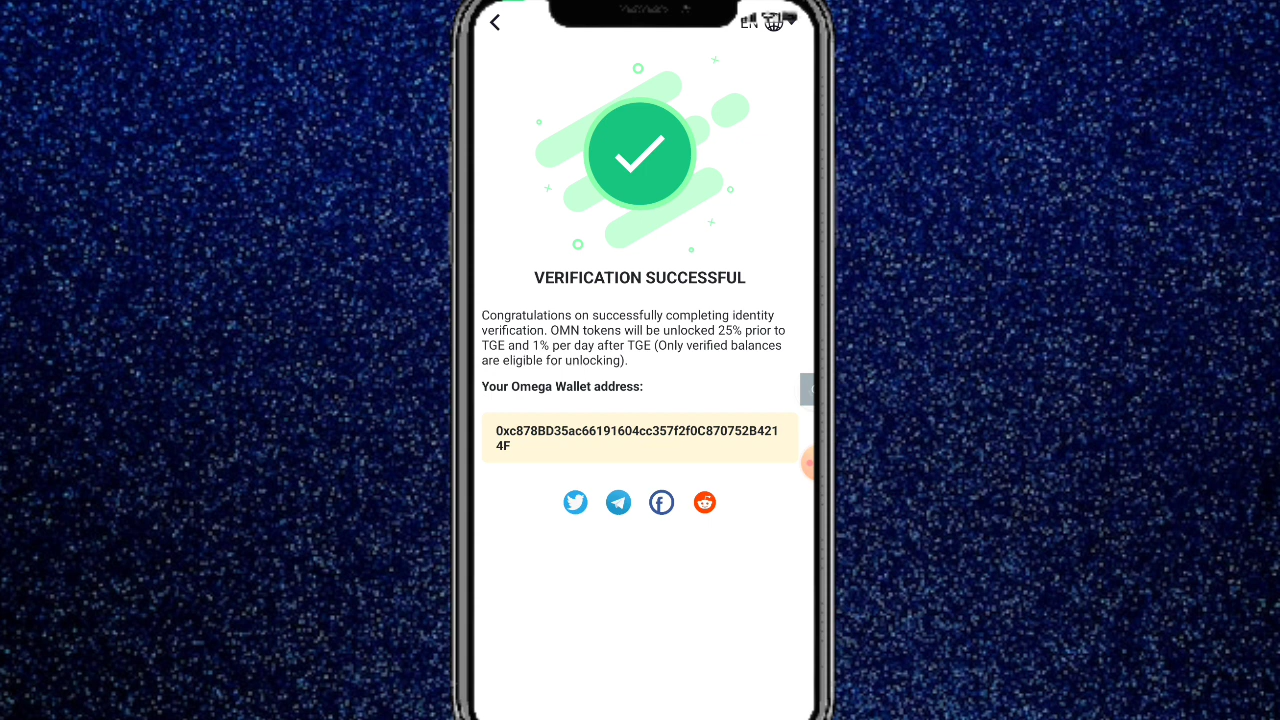 EN
VERIFICATION SUCCESSFUL
Congratulations on successfully completing identity
verification. OMN tokens will be unlocked 25% prior to
TGE and 1% per day after TGE (Only verified balances
are eligible for unlocking).
Your Omega Wallet address:
0xc878BD35ac66191604cc357f2f0C870752B421
4F